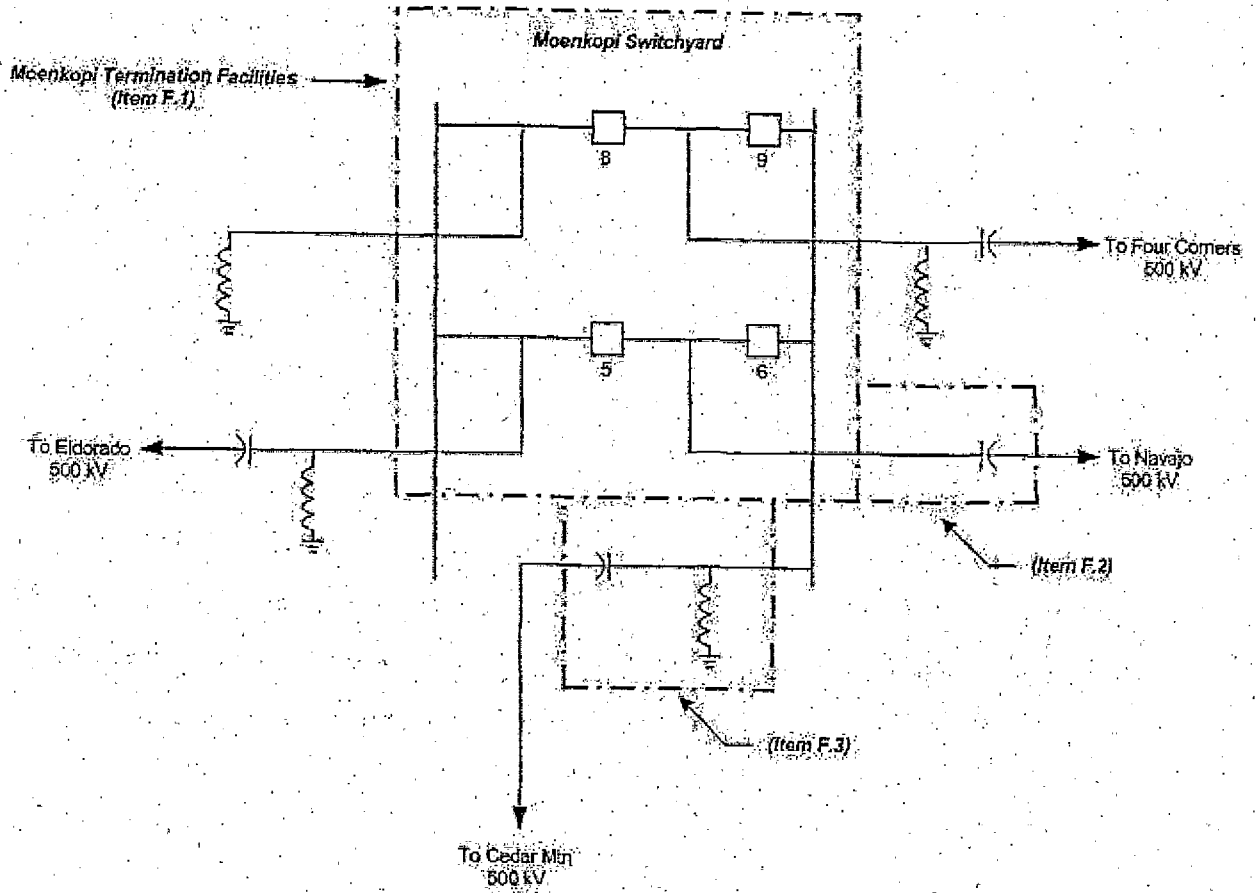 Moenkopi Switchyard
Moenkopi Termination Facilities
(Item F.1)
8
9
To Four Corners
500 kV
5
6
To Eldorado
500 kV
To Navajo
500 kV
(Item F.2)
(Item F.3)
To Cedar Mtn
500 kV